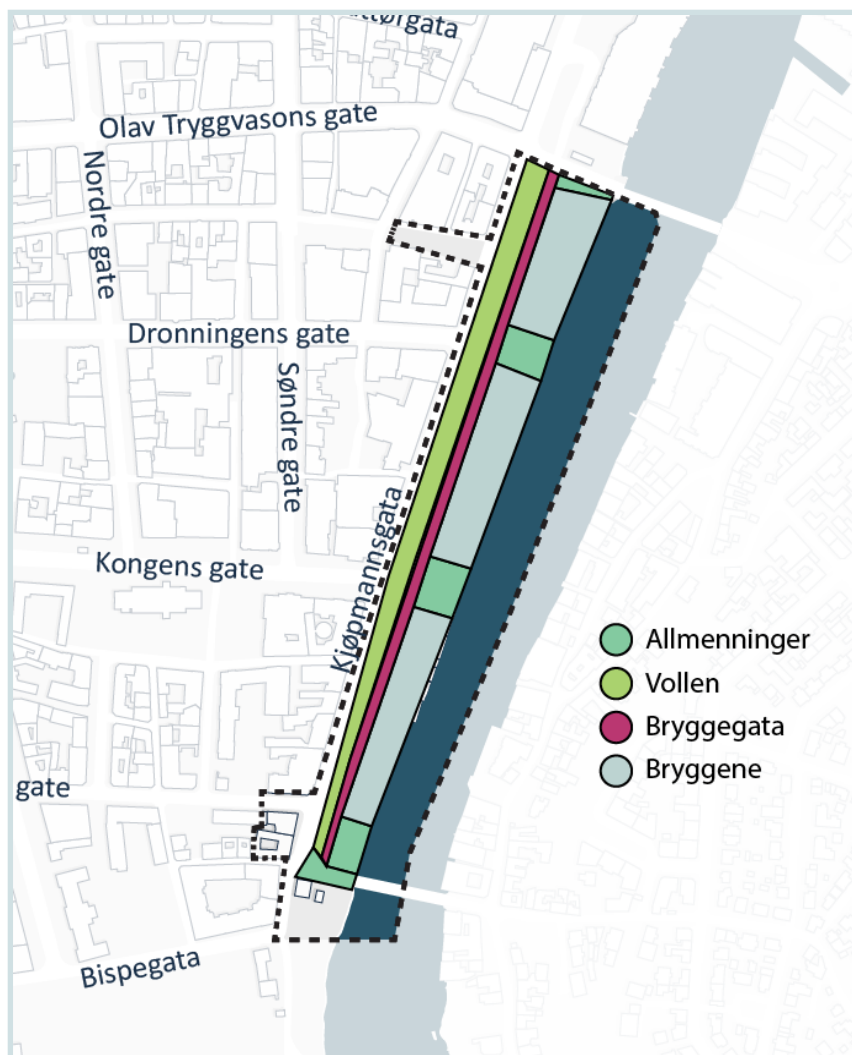 Olav Tryggvasons gate
Nordre gate
Dronningens gate
Søndre gate
Kjøpmannsgata
Kongens gate
Allmenninger
Vollen
Bryggegata
Bryggene
gate
Bispegata